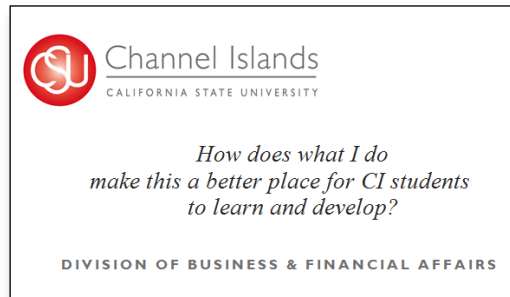 CSU
Channel Islands
CALIFORNIA STATE UNIVERSITY
How does what I do
make this a better place for CI students
to learn and develop?
DIVISION OF BUSINESS & FINANCIAL AFFAIRS